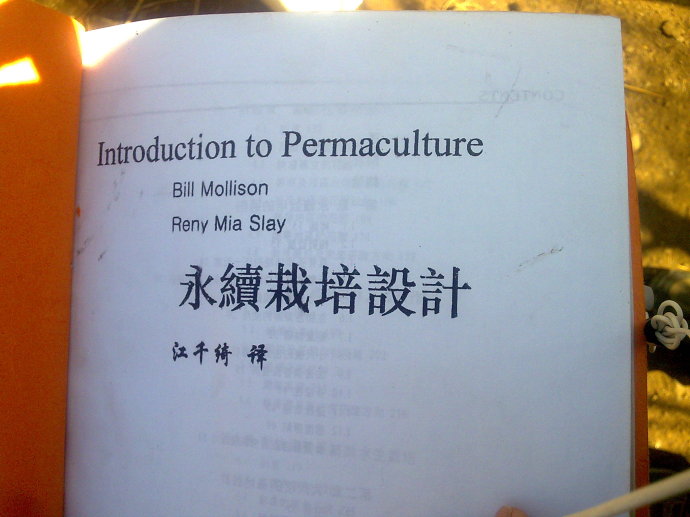 Introduction to Permaculture
Bill Mollison
Reny Mia Slay
永續栽培設計
江千綺 譯